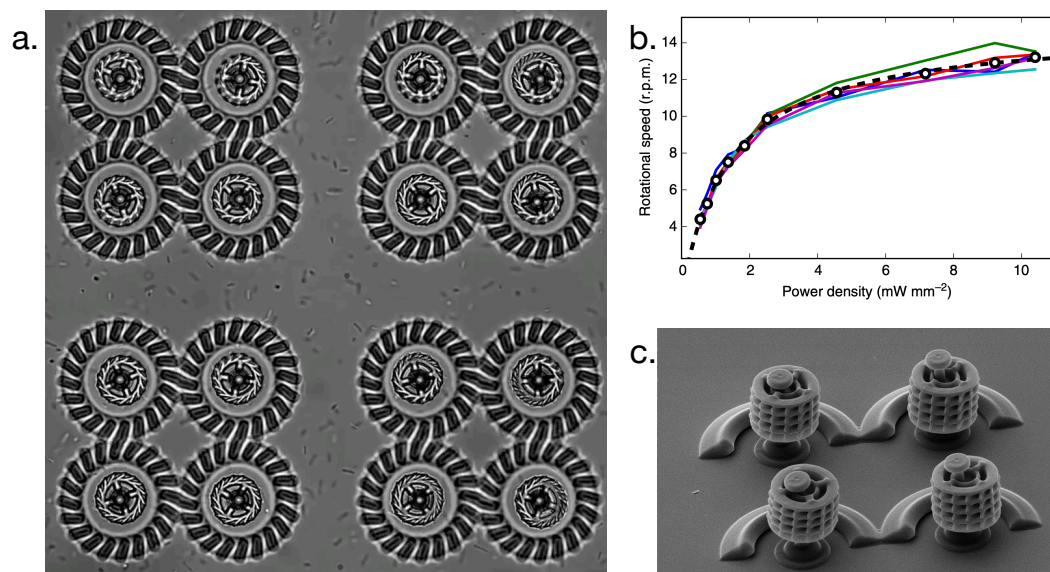 a.
b.
14
12
10
8
6
4
Rotational speed (r.p.m.)
0 2 4 6 8 10
Power density (mW mm⁻²)
c.